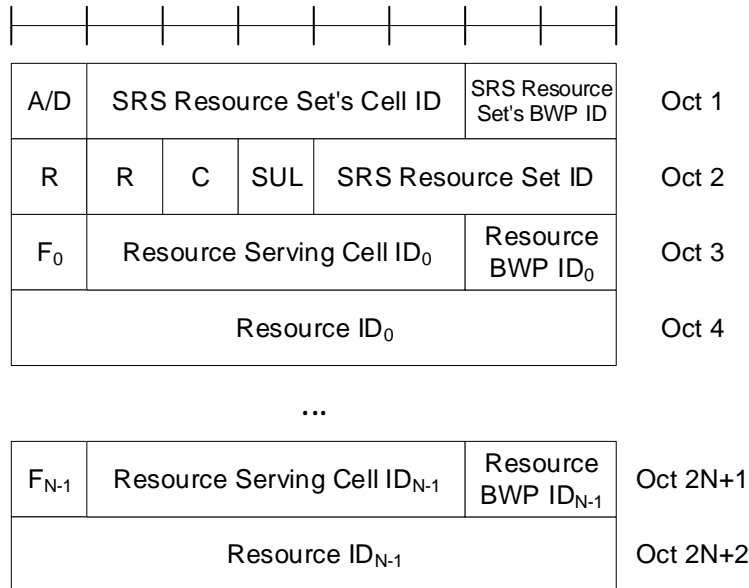 A/D SRS Resource Set's Cell ID SRS Resource Set's BWP ID Oct 1
R R C SUL SRS Resource Set ID Oct 2
F0 Resource Serving Cell ID0 Resource BWP ID0 Oct 3
Resource ID0 Oct 4
...
FN-1 Resource Serving Cell IDN-1 Resource BWP IDN-1 Oct 2N+1
Resource IDN-1 Oct 2N+2